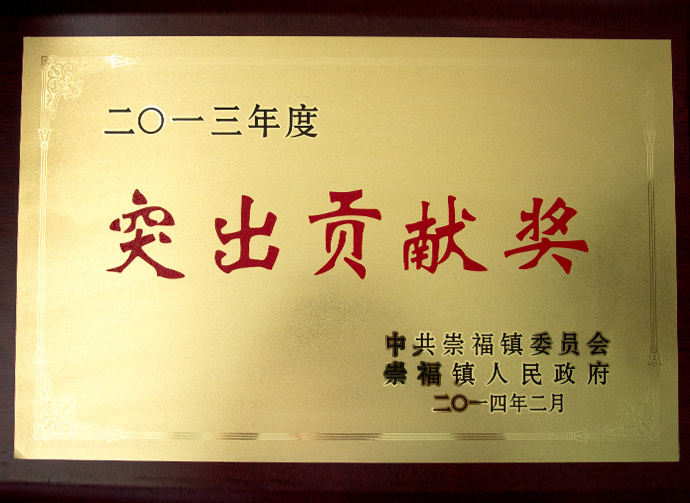 二〇一三年度
突出贡献奖
中共崇福镇委员会
崇福镇人民政府
二〇一四年二月